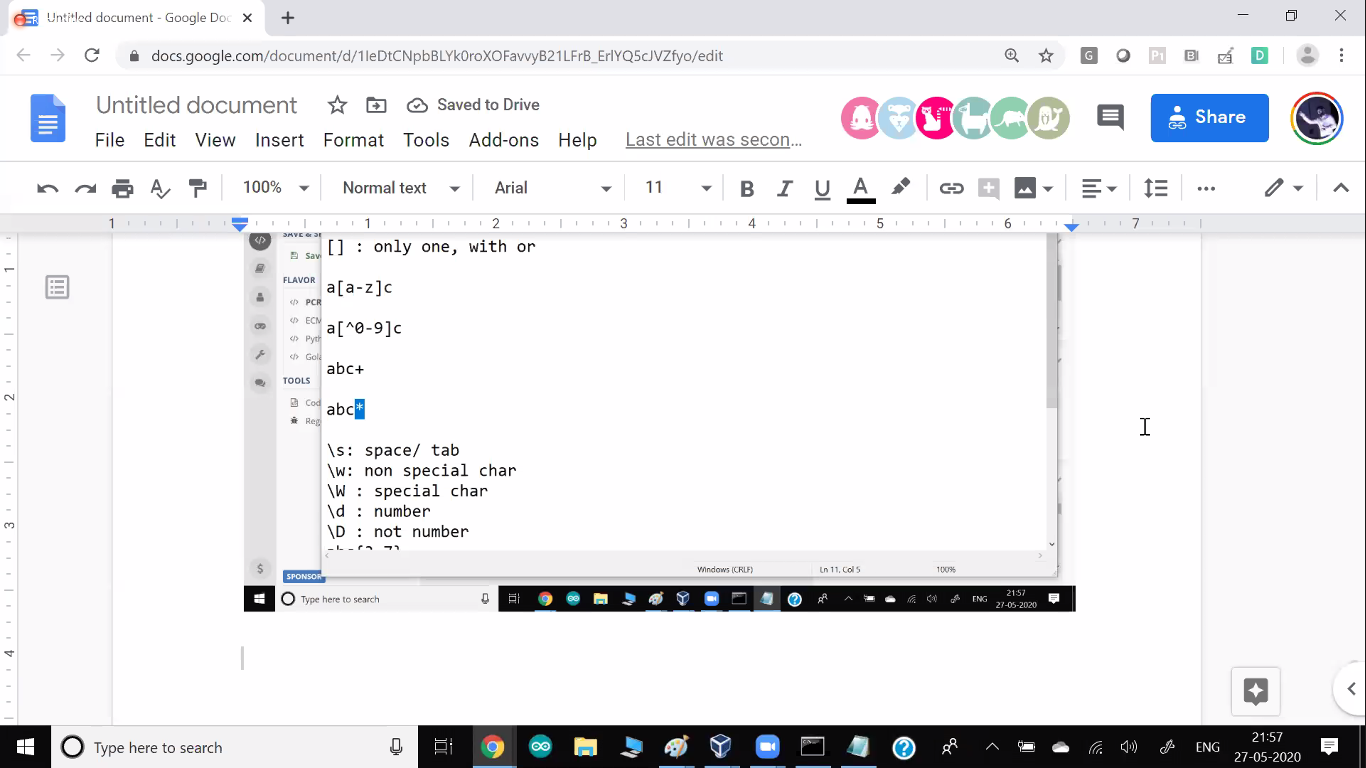 Untitled document - Google Doc
docs.google.com/document/d/1IeDtCNpbBLYk0roXOFavvyB21LFrB_ErlYQ5cJVZfyo/edit
Untitled document
Saved to Drive
Share
File Edit View Insert Format Tools Add-ons Help Last edit was secon...
100% Normal text Arial 11 B I U A
1 1 2 3 4 5 6 7
[] : only one, with or
Sav
FLAVOR
a[a-z]c
PCR
ECM
a[^0-9]c
Pyth
Gola
abc+
TOOLS
Cod
abc*
Reg
\s: space/ tab
\w: non special char
\W : special char
\d : number
\D : not number
SPONSOR
Windows (CRLF) Ln 11, Col 5 100%
Type here to search
ENG
21:57
27-05-2020
1
2
3
4
Type here to search
ENG
21:57
27-05-2020